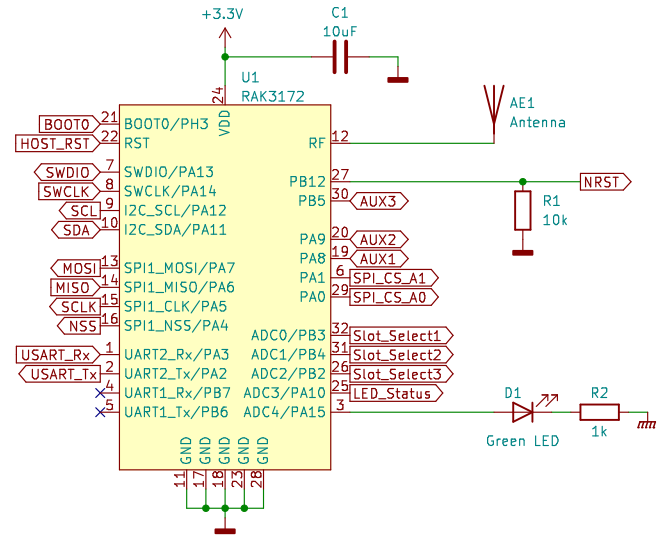 +3.3V
C1
10uF
U1
RAK3172
24
VDD
AE1
Antenna
BOOT0 21 BOOT0/PH3
HOST_RST 22 RST
RF 12
SWDIO 7 SWDIO/PA13
SWCLK 8 SWCLK/PA14
PB12 27 NRST
SCL 9 I2C_SCL/PA12
PB5 30 AUX3
R1
10k
SDA 10 I2C_SDA/PA11
PA9 20 AUX2
PA8 19 AUX1
MOSI 13 SPI1_MOSI/PA7
PA1 6 SPI_CS_A1
MISO 14 SPI1_MISO/PA6
PA0 29 SPI_CS_A0
SCLK 15 SPI1_CLK/PA5
NSS 16 SPI1_NSS/PA4
ADC0/PB3 32 Slot_Select1
USART_Rx 1 UART2_Rx/PA3
ADC1/PB4 31 Slot_Select2
USART_Tx 2 UART2_Tx/PA2
ADC2/PB2 26 Slot_Select3
4 UART1_Rx/PB7
ADC3/PA10 25 LED_Status
5 UART1_Tx/PB6
ADC4/PA15 3
D1
Green LED
R2
1k
GND GND GND GND GND
11 17 18 23 28